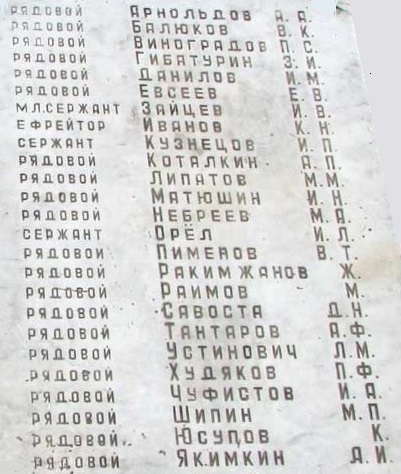 РЯДОВОЙ АРНОЛЬДОВ А. А.
РЯДОВОЙ БАЛЮКОВ В. К.
РЯДОВОЙ ВИНОГРАДОВ П. С.
РЯДОВОЙ ГИБАТУРИН З. И.
РЯДОВОЙ ДАНИЛОВ И. М.
РЯДОВОЙ ЕВСЕЕВ Е. В.
МЛ. СЕРЖАНТ ЗАЙЦЕВ И. В.
ЕФРЕЙТОР ИВАНОВ К. Н.
СЕРЖАНТ КУЗНЕЦОВ И. П.
РЯДОВОЙ КОТАЛКИН А. П.
РЯДОВОЙ ЛИПАТОВ М. М.
РЯДОВОЙ МАТЮШИН И. Н.
РЯДОВОЙ НЕБРЕЕВ М. А.
СЕРЖАНТ ОРЁЛ И. Л.
РЯДОВОЙ ПИМЕНОВ В. Т.
РЯДОВОЙ РАКИМЖАНОВ Ж.
РЯДОВОЙ РАИМОВ М.
РЯДОВОЙ САВОСТА Д. Н.
РЯДОВОЙ ТАНТАРОВ А. Ф.
РЯДОВОЙ УСТИНОВИЧ Л. М.
РЯДОВОЙ ХУДЯКОВ П. Ф.
РЯДОВОЙ ЧУФИСТОВ И. А.
РЯДОВОЙ ШИПИН М. П.
РЯДОВОЙ ЮСУПОВ К.
РЯДОВОЙ ЯКИМКИН Д. И.